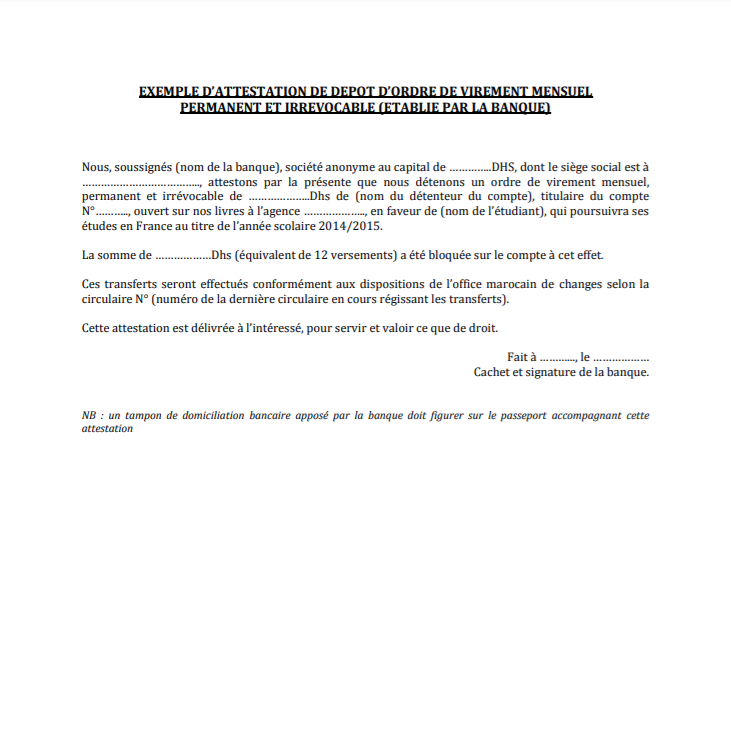 EXEMPLE D'ATTESTATION DE DEPOT D'ORDRE DE VIREMENT MENSUEL
PERMANENT ET IRREVOCABLE (ETABLIE PAR LA BANQUE)
Nous, soussignés (nom de la banque), société anonyme au capital de …………..DHS, dont le siège social est à
………………………………..., attestons par la présente que nous détenons un ordre de virement mensuel,
permanent et irrévocable de ………………...Dhs de (nom du détenteur du compte), titulaire du compte
N°……….., ouvert sur nos livres à l'agence ……………….., en faveur de (nom de l'étudiant), qui poursuivra ses
études en France au titre de l'année scolaire 2014/2015.
La somme de ………………Dhs (équivalent de 12 versements) a été bloquée sur le compte à cet effet.
Ces transferts seront effectués conformément aux dispositions de l'office marocain de changes selon la
circulaire N° (numéro de la dernière circulaire en cours régissant les transferts).
Cette attestation est délivrée à l'intéressé, pour servir et valoir ce que de droit.
Fait à ……….., le ………………
Cachet et signature de la banque.
NB : un tampon de domiciliation bancaire apposé par la banque doit figurer sur le passeport accompagnant cette
attestation